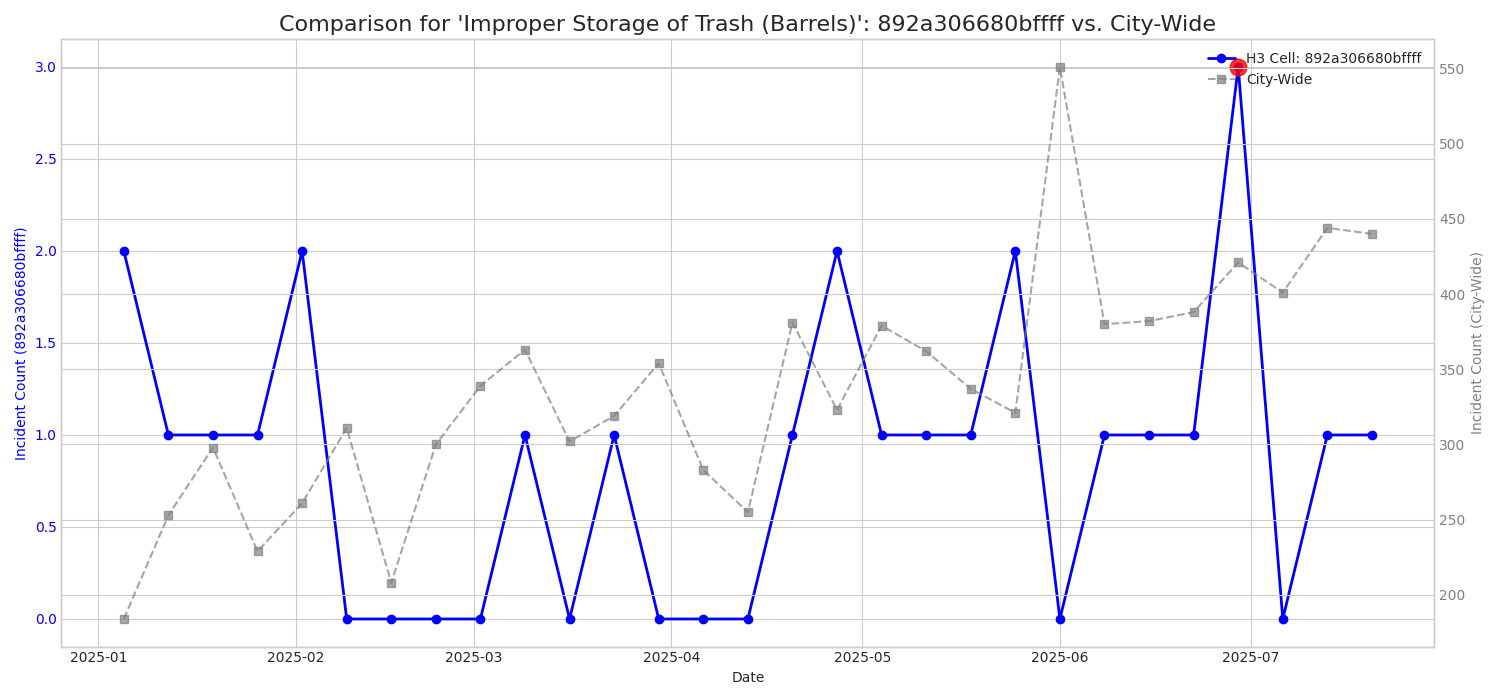 Comparison for 'Improper Storage of Trash (Barrels)': 892a306680bffff vs. City-Wide
H3 Cell: 892a306680bffff
City-Wide
Incident Count (892a306680bffff)
3.0
2.5
2.0
1.5
1.0
0.5
0.0
550
500
450
400
350
300
250
200
Incident Count (City-Wide)
2025-01 2025-02 2025-03 2025-04 2025-05 2025-06 2025-07
Date